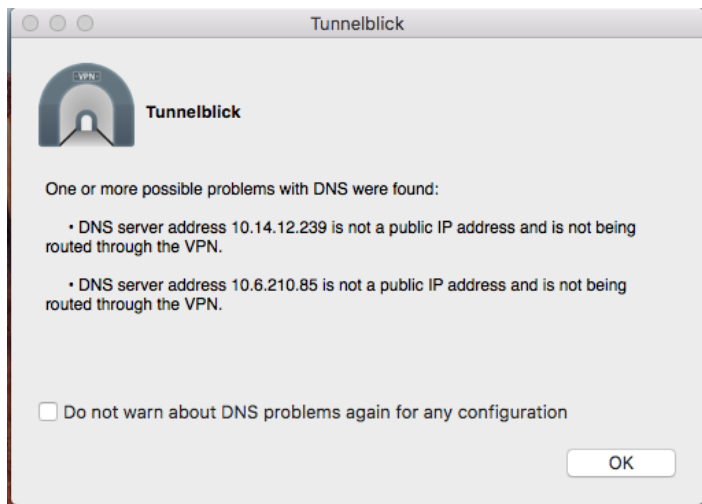 Tunnelblick
VPN
Tunnelblick
One or more possible problems with DNS were found:
• DNS server address 10.14.12.239 is not a public IP address and is not being
routed through the VPN.
• DNS server address 10.6.210.85 is not a public IP address and is not being
routed through the VPN.
Do not warn about DNS problems again for any configuration
OK